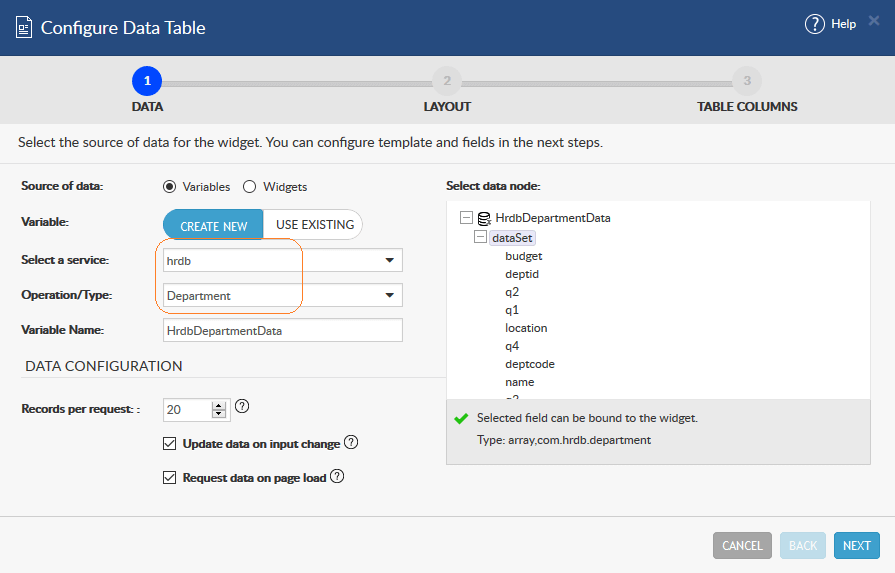 Configure Data Table
? Help ×
1 2 3
DATA LAYOUT TABLE COLUMNS
Select the source of data for the widget. You can configure template and fields in the next steps.
Source of data: Variables Widgets
Variable: CREATE NEW USE EXISTING
Select a service: hrdb
Operation/Type: Department
Variable Name: HrdbDepartmentData
DATA CONFIGURATION
Records per request: : 20 ?
Update data on input change ?
Request data on page load ?
Select data node:
HrdbDepartmentData
dataSet
budget
deptid
q2
q1
location
q4
deptcode
name
Selected field can be bound to the widget.
Type: array,com.hrdb.department
CANCEL BACK NEXT